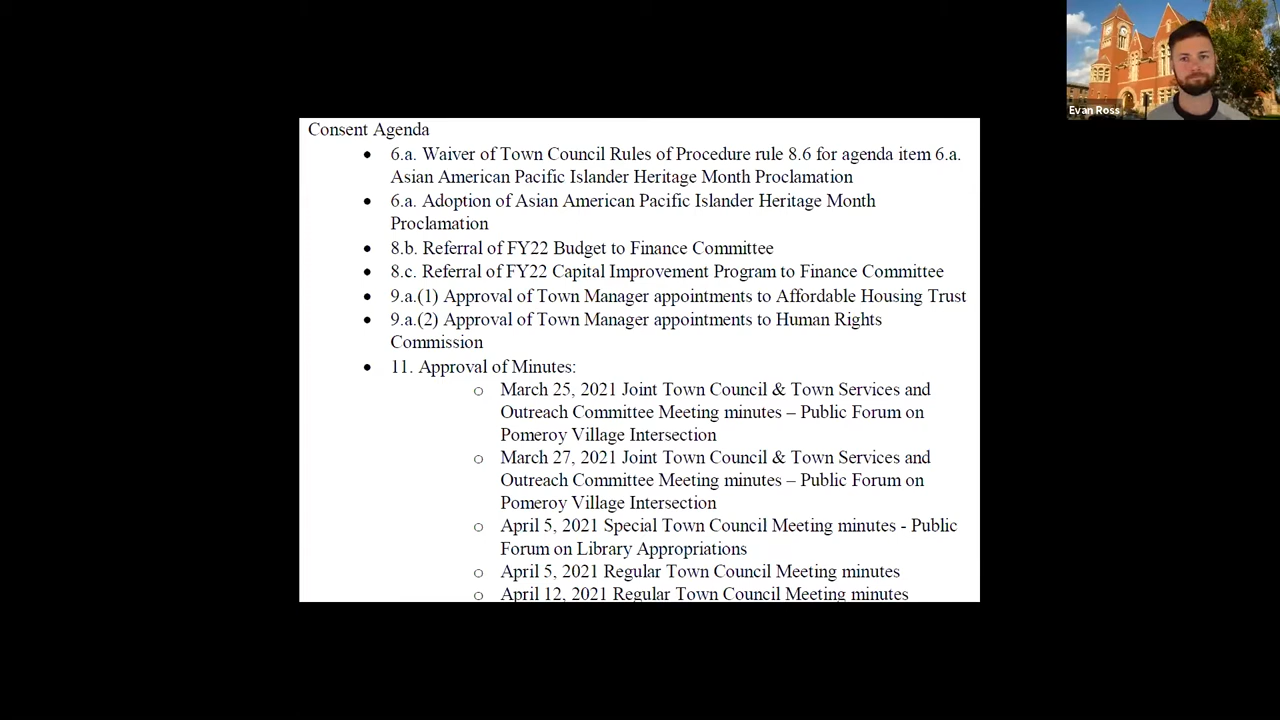 Evan Ross
Consent Agenda
• 6.a. Waiver of Town Council Rules of Procedure rule 8.6 for agenda item 6.a.
Asian American Pacific Islander Heritage Month Proclamation
• 6.a. Adoption of Asian American Pacific Islander Heritage Month
Proclamation
• 8.b. Referral of FY22 Budget to Finance Committee
• 8.c. Referral of FY22 Capital Improvement Program to Finance Committee
• 9.a.(1) Approval of Town Manager appointments to Affordable Housing Trust
• 9.a.(2) Approval of Town Manager appointments to Human Rights
Commission
• 11. Approval of Minutes:
o March 25, 2021 Joint Town Council & Town Services and
Outreach Committee Meeting minutes – Public Forum on
Pomeroy Village Intersection
o March 27, 2021 Joint Town Council & Town Services and
Outreach Committee Meeting minutes – Public Forum on
Pomeroy Village Intersection
o April 5, 2021 Special Town Council Meeting minutes - Public
Forum on Library Appropriations
o April 5, 2021 Regular Town Council Meeting minutes
o April 12, 2021 Regular Town Council Meeting minutes